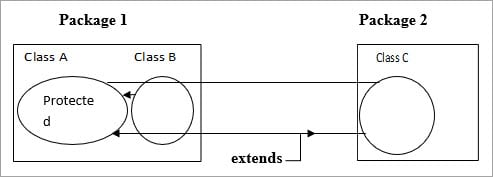 Package 1
Package 2
Class A
Class B
Class C
Protecte
d
extends